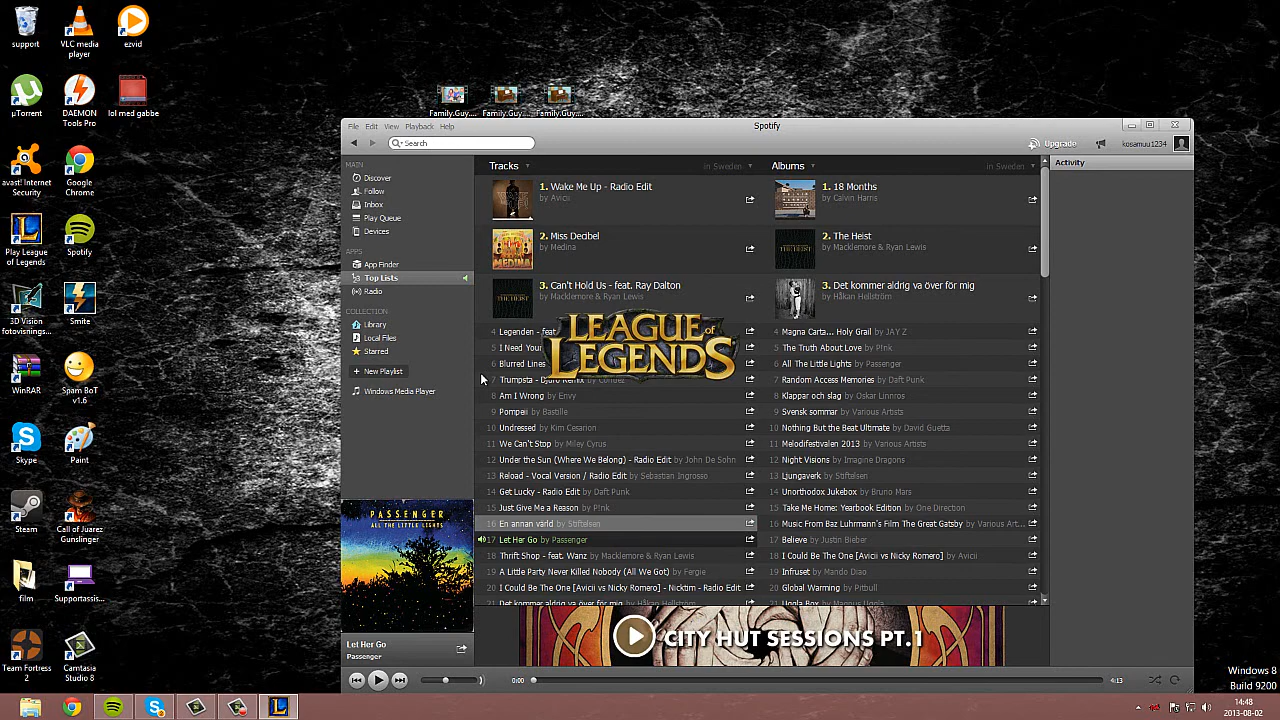 support
VLC media
player
ezvid
µTorrent
DAEMON
Tools Pro
lol med gabbe
avast! Internet
Security
Google
Chrome
Play League
of Legends
Spotify
3D Vision
fotovisnings...
Smite
WinRAR
Spam BoT
v1.6
Skype
Paint
Steam
Call of Juarez
Gunslinger
film
Supportassis...
Team Fortress
2
Camtasia
Studio 8
Family.Guy....
Family.Guy....
Family.Guy....
File Edit View Playback Help
Spotify
Search
Upgrade
kosamuu1234
MAIN
Discover
Follow
Inbox
Play Queue
Devices
APPS
App Finder
Top Lists
Radio
COLLECTION
Library
Local Files
Starred
+ New Playlist
Windows Media Player
PASSENGER
ALL THE LITTLE LIGHTS
Let Her Go
Passenger
Tracks
in Sweden
1. Wake Me Up - Radio Edit
by Avicii
2. Miss Decibel
by Medina
3. Can't Hold Us - feat. Ray Dalton
by Macklemore & Ryan Lewis
4 Legenden - feat
5 I Need Your
6 Blurred Lines
7 Trumpsta - Djuro Remix by Contiez
8 Am I Wrong by Envy
9 Pompeii by Bastille
10 Undressed by Kim Cesarion
11 We Can't Stop by Miley Cyrus
12 Under the Sun (Where We Belong) - Radio Edit by John De Sohn
13 Reload - Vocal Version / Radio Edit by Sebastian Ingrosso
14 Get Lucky - Radio Edit by Daft Punk
15 Just Give Me a Reason by P!nk
16 En annan värld by Stiftelsen
17 Let Her Go by Passenger
18 Thrift Shop - feat. Wanz by Macklemore & Ryan Lewis
19 A Little Party Never Killed Nobody (All We Got) by Fergie
20 I Could Be The One [Avicii vs Nicky Romero] - Nicktim - Radio Edit
21 Det kommer aldrig va över för mig by Håkan Hellström
LEAGUE of
LEGENDS
Albums
in Sweden
1. 18 Months
by Calvin Harris
2. The Heist
by Macklemore & Ryan Lewis
3. Det kommer aldrig va över för mig
by Håkan Hellström
4 Magna Carta... Holy Grail by JAY Z
5 The Truth About Love by P!nk
6 All The Little Lights by Passenger
7 Random Access Memories by Daft Punk
8 Klappar och slag by Oskar Linnros
9 Svensk sommar by Various Artists
10 Nothing But the Beat Ultimate by David Guetta
11 Melodifestivalen 2013 by Various Artists
12 Night Visions by Imagine Dragons
13 Ljungaverk by Stiftelsen
14 Unorthodox Jukebox by Bruno Mars
15 Take Me Home: Yearbook Edition by One Direction
16 Music From Baz Luhrmann's Film The Great Gatsby by Various Art...
17 Believe by Justin Bieber
18 I Could Be The One [Avicii vs Nicky Romero] by Avicii
19 Infruset by Mando Diao
20 Global Warming by Pitbull
21 Uggla Box by Magnus Uggla
Activity
CITY HUT SESSIONS PT.1
0:00
4:13
Windows 8
Build 9200
14:48
2013-08-02